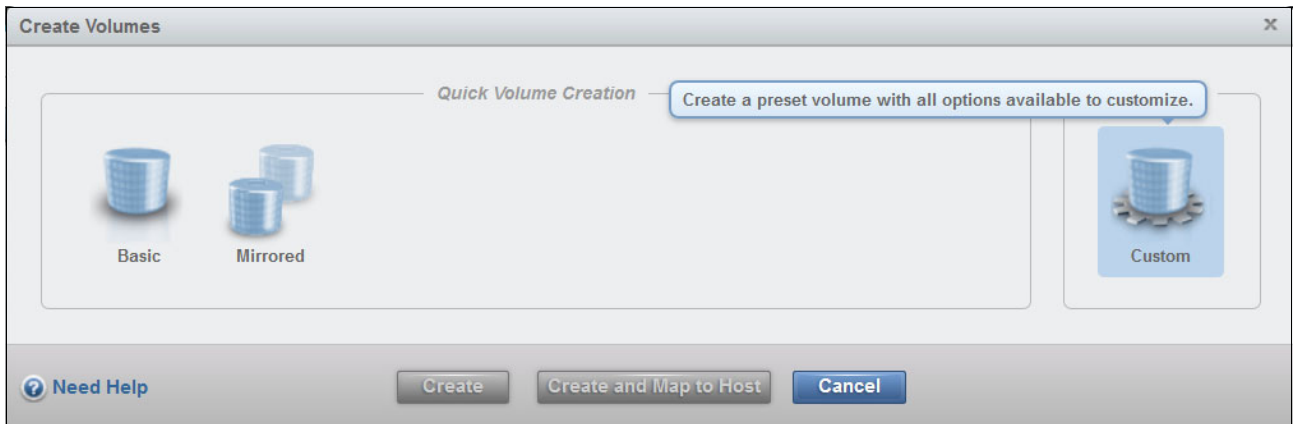 Create Volumes
x
Quick Volume Creation
Create a preset volume with all options available to customize.
Basic
Mirrored
Custom
? Need Help
Create
Create and Map to Host
Cancel